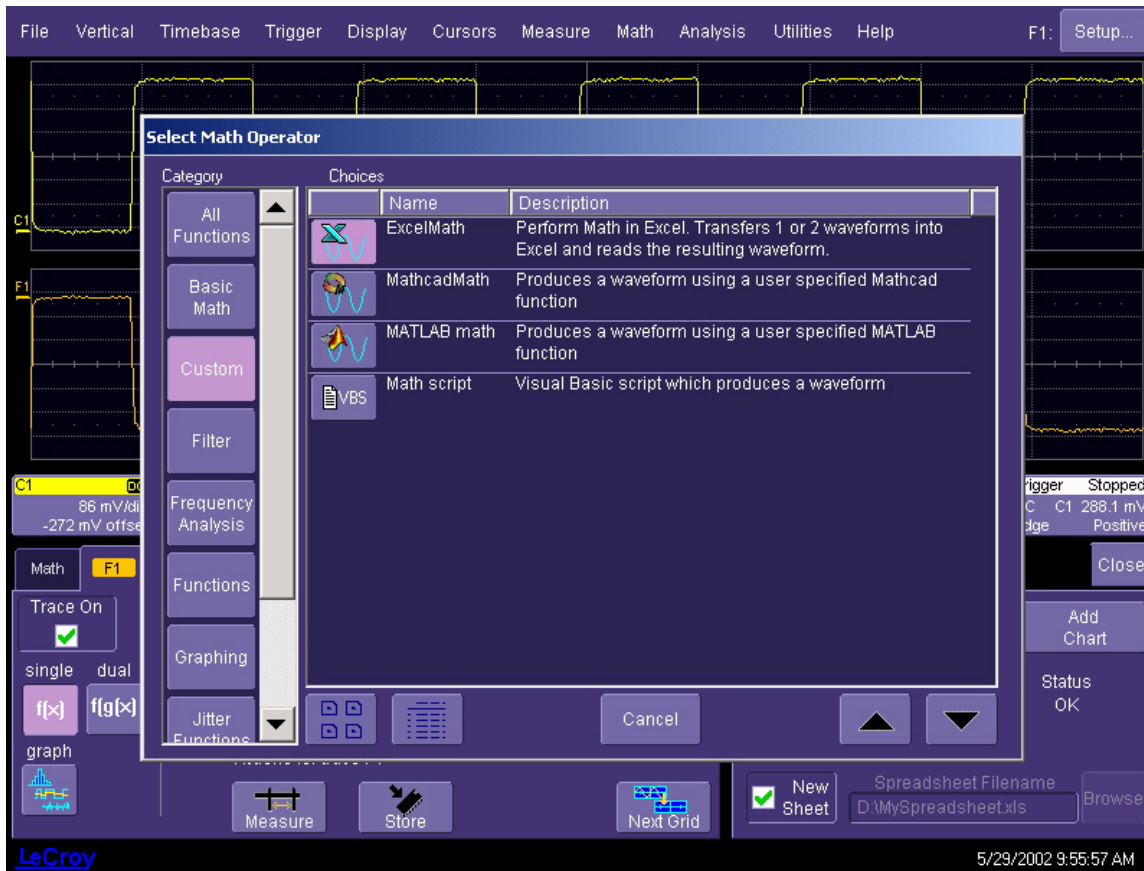 File Vertical Timebase Trigger Display Cursors Measure Math Analysis Utilities Help F1: Setup...
Select Math Operator
Category
Choices
All
Functions
Basic
Math
Custom
Filter
Frequency
Analysis
Functions
Graphing
Jitter
Functions
Name Description
ExcelMath Perform Math in Excel. Transfers 1 or 2 waveforms into
Excel and reads the resulting waveform.
MathcadMath Produces a waveform using a user specified Mathcad
function
MATLAB math Produces a waveform using a user specified MATLAB
function
VBS Math script Visual Basic script which produces a waveform
Cancel
C1
F1
C1
86 mV/di
-272 mV offse
Stopped
C1 288.1 mV
Positive
Math F1
Close
Trace On
single dual
f(x) f(g(x)
graph
Measure
Store
Next Grid
Add
Chart
Status
OK
New
Sheet
Spreadsheet Filename
D:\MySpreadsheet.xls
Browse
LeCroy
5/29/2002 9:55:57 AM